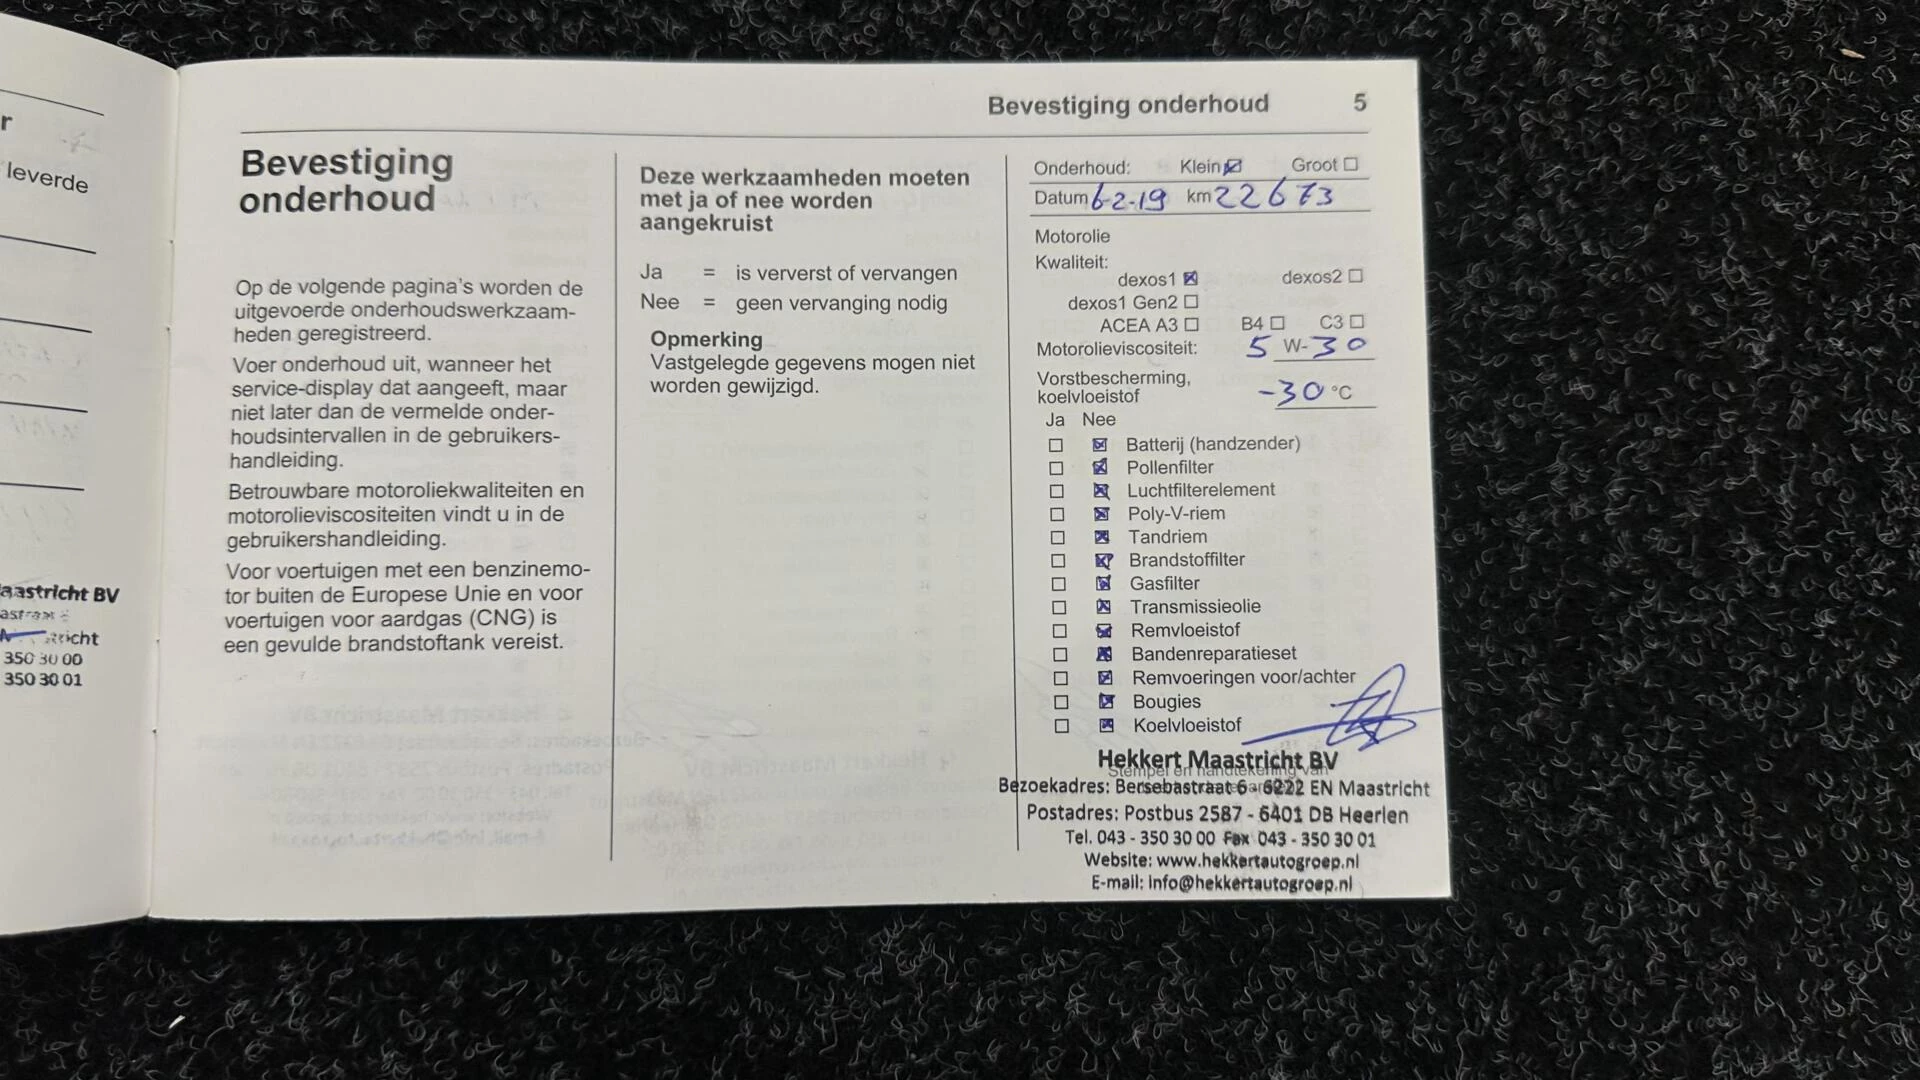 r
leverde
aastricht BV
richt
350 30 00
350 30 01
Bevestiging onderhoud 5
Bevestiging
onderhoud
Op de volgende pagina's worden de
uitgevoerde onderhoudswerkzaam-
heden geregistreerd.
Voer onderhoud uit, wanneer het
service-display dat aangeeft, maar
niet later dan de vermelde onder-
houdsintervallen in de gebruikers-
handleiding.
Betrouwbare motoroliekwaliteiten en
motorolieviscositeiten vindt u in de
gebruikershandleiding.
Voor voertuigen met een benzinemo-
tor buiten de Europese Unie en voor
voertuigen voor aardgas (CNG) is
een gevulde brandstoftank vereist.
Deze werkzaamheden moeten
met ja of nee worden
aangekruist
Ja = is ververst of vervangen
Nee = geen vervanging nodig
Opmerking
Vastgelegde gegevens mogen niet
worden gewijzigd.
Onderhoud: Klein ☒ Groot ☐
Datum 6-2-19 km 22673
Motorolie
Kwaliteit:
dexos1 ☒ dexos2 ☐
dexos1 Gen2 ☐
ACEA A3 ☐ B4 ☐ C3 ☐
Motorolieviscositeit: 5 W-30
Vorstbescherming,
koelvloeistof -30 °C
Ja Nee
☐ ☒ Batterij (handzender)
☐ ☒ Pollenfilter
☐ ☒ Luchtfilterelement
☐ ☒ Poly-V-riem
☐ ☒ Tandriem
☐ ☒ Brandstoffilter
☐ ☒ Gasfilter
☐ ☒ Transmissieolie
☐ ☒ Remvloeistof
☐ ☒ Bandenreparatieset
☐ ☒ Remvoeringen voor/achter
☐ ☒ Bougies
☐ ☒ Koelvloeistof
Hekkert Maastricht BV
Stempel en handtekening van
Bezoekadres: Bersebastraat 6 - 6222 EN Maastricht
Postadres: Postbus 2587 - 6401 DB Heerlen
Tel. 043 - 350 30 00 Fax 043 - 350 30 01
Website: www.hekkertautogroep.nl
E-mail: info@hekkertautogroep.nl